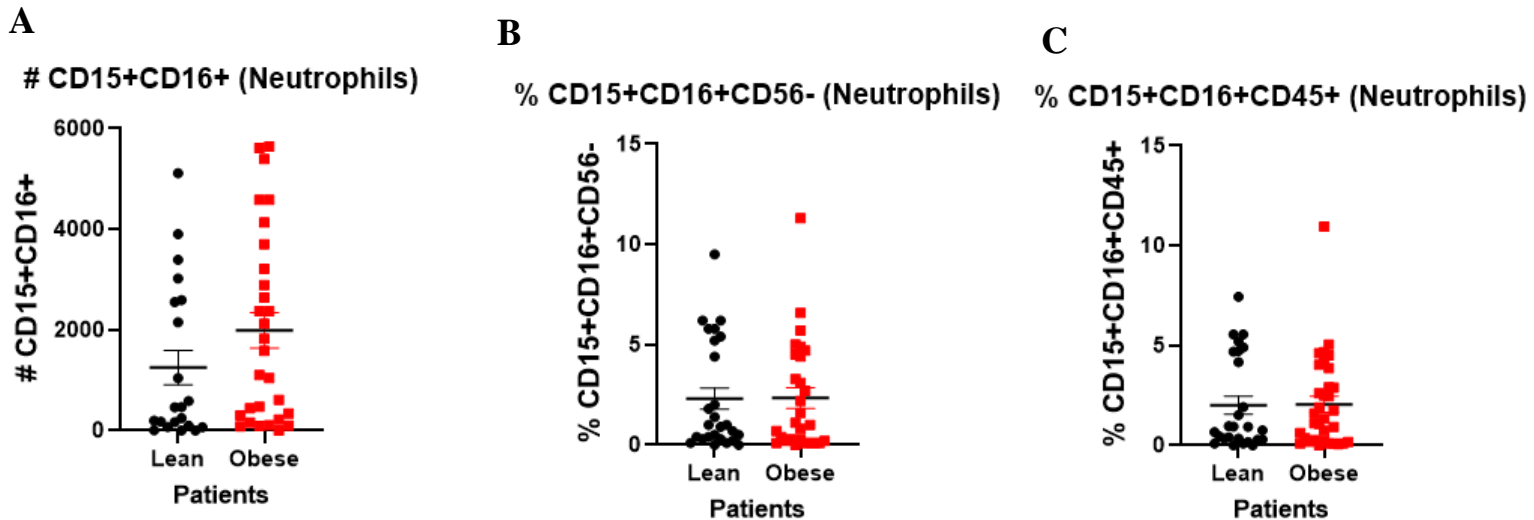 A
# CD15+CD16+ (Neutrophils)
# CD15+CD16+
6000
4000
2000
0
Lean Obese
Patients
B
% CD15+CD16+CD56- (Neutrophils)
% CD15+CD16+CD56-
15
10
5
0
Lean Obese
Patients
C
% CD15+CD16+CD45+ (Neutrophils)
% CD15+CD16+CD45+
15
10
5
0
Lean Obese
Patients